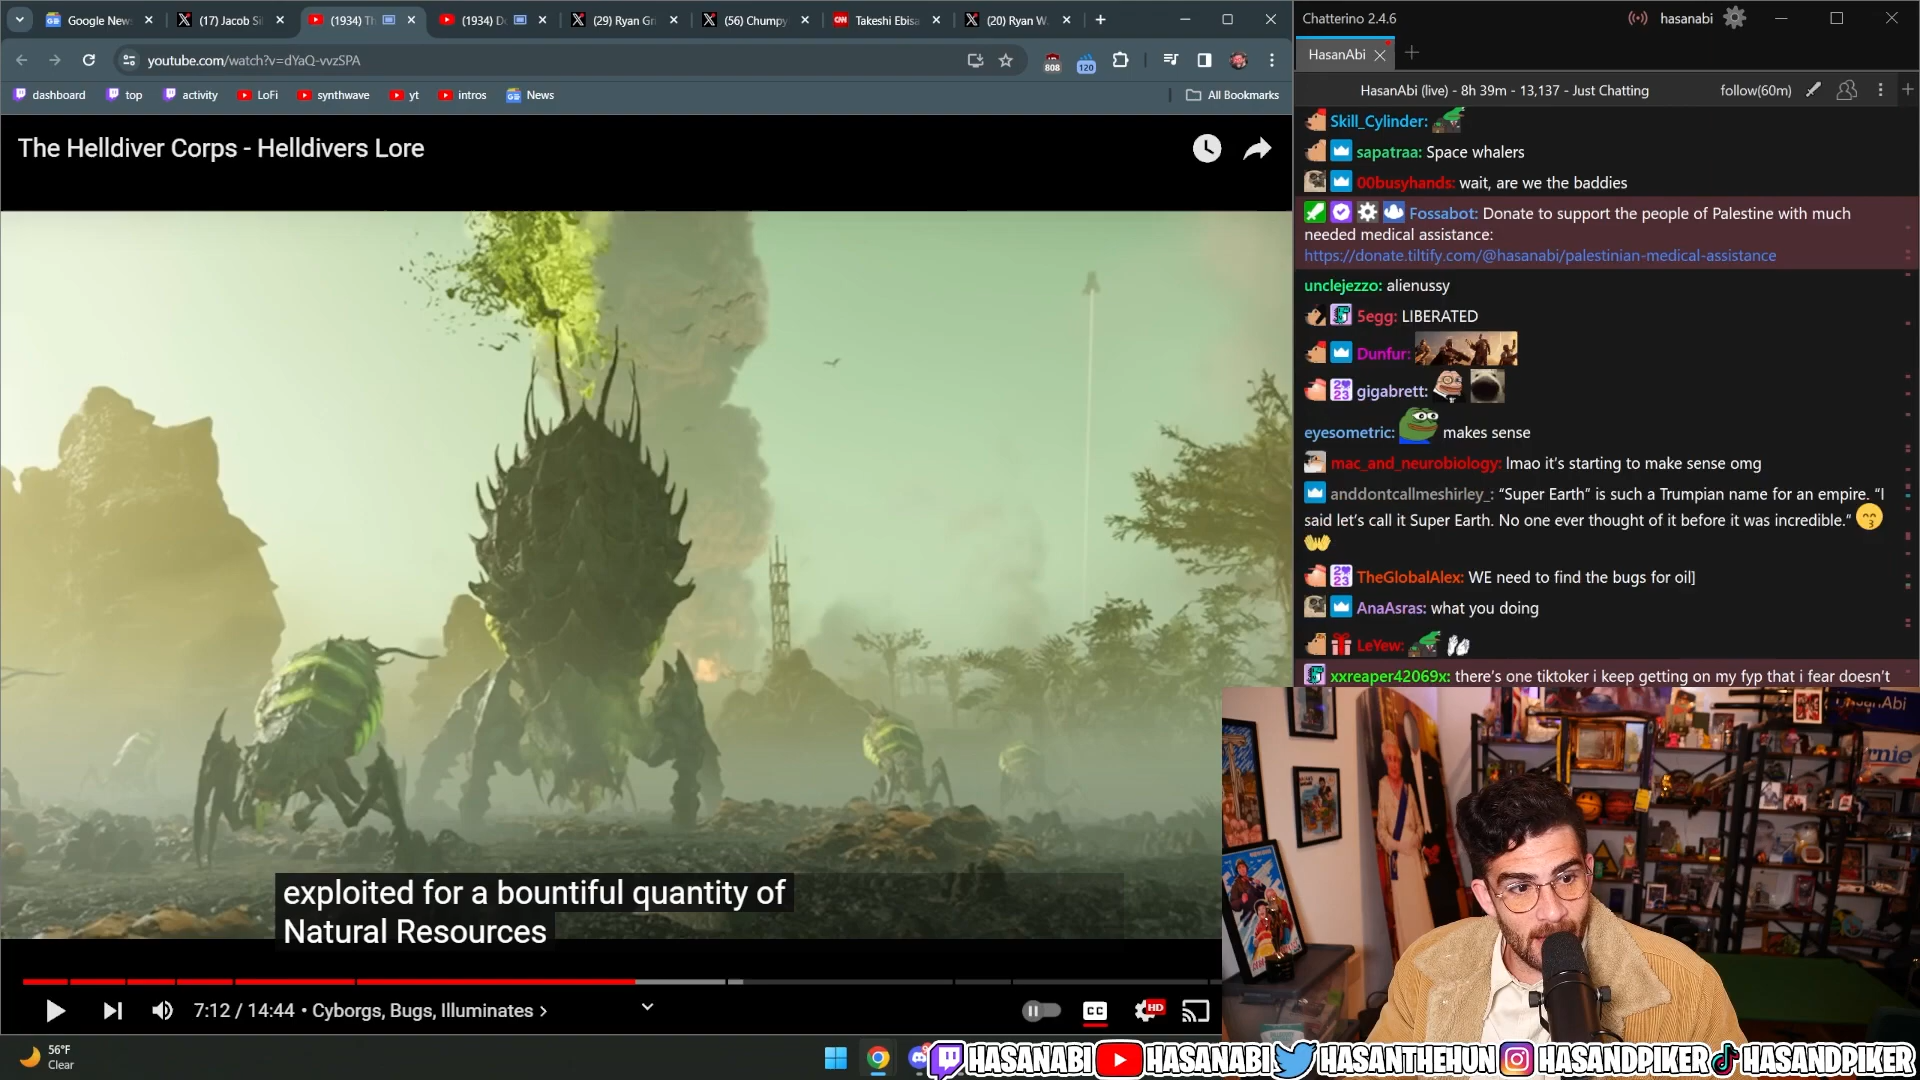 Google New
(17) Jacob Si
(1934) Th
(1934) D
(29) Ryan Gr
(56) Chumpy
Takeshi Ebisa
(20) Ryan W
youtube.com/watch?v=dYaQ-vvzSPA
808
120
dashboard
top
activity
LoFi
synthwave
yt
intros
News
All Bookmarks
The Helldiver Corps - Helldivers Lore
exploited for a bountiful quantity of
Natural Resources
7:12 / 14:44 • Cyborgs, Bugs, Illuminates
CC
HD
56°F
Clear
Chatterino 2.4.6
hasanabi
HasanAbi
HasanAbi (live) - 8h 39m - 13,137 - Just Chatting
follow(60m)
Skill_Cylinder:
sapatraa: Space whalers
00busyhands: wait, are we the baddies
Fossabot: Donate to support the people of Palestine with much
needed medical assistance:
https://donate.tiltify.com/@hasanabi/palestinian-medical-assistance
unclejezzo: alienussy
5egg: LIBERATED
Dunfur:
gigabrett:
eyesometric: makes sense
mac_and_neurobiology: lmao it's starting to make sense omg
anddontcallmeshirley_: “Super Earth” is such a Trumpian name for an empire. “I
said let's call it Super Earth. No one ever thought of it before it was incredible.”
TheGlobalAlex: WE need to find the bugs for oil]
AnaAsras: what you doing
LeYew:
xxreaper42069x: there's one tiktoker i keep getting on my fyp that i fear doesn't
HASANABI
HASANABI
HASANTHEHUN
HASANDPIKER
HASANDPIKER